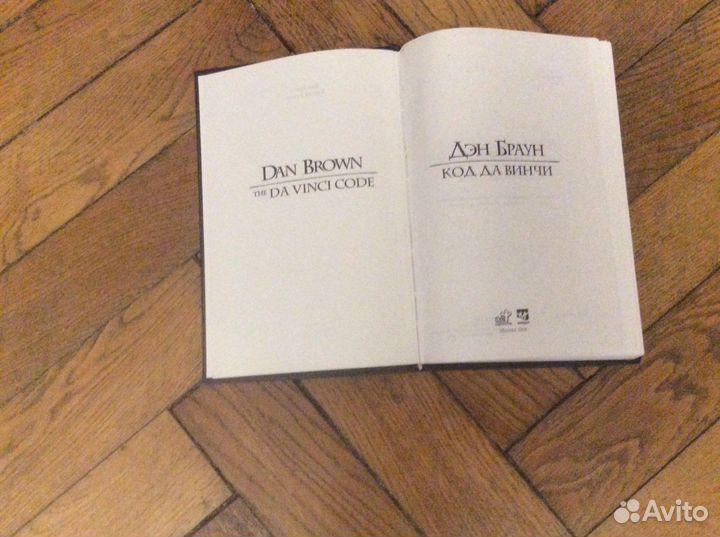 DAN BROWN
THE DA VINCI CODE
ДЭН БРАУН
КОД ДА ВИНЧИ
Avito